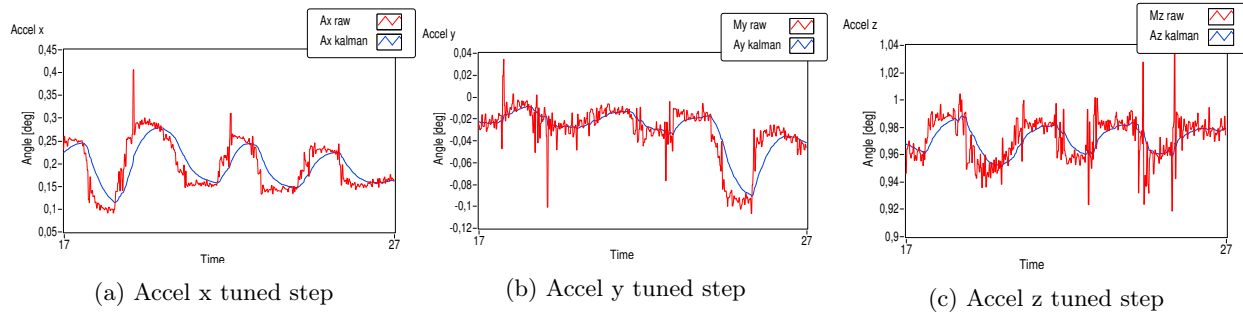 Accel x
Ax raw
Ax kalman
0,45
0,4
0,35
0,3
0,25
0,2
0,15
0,1
0,05
Angle [deg]
17
27
Time
(a) Accel x tuned step
Accel y
My raw
Ay kalman
0,04
0,02
0
-0,02
-0,04
-0,06
-0,08
-0,1
-0,12
Angle [deg]
17
27
Time
(b) Accel y tuned step
Accel z
Mz raw
Az kalman
1,04
1,02
1
0,98
0,96
0,94
0,92
0,9
Angle [deg]
17
27
Time
(c) Accel z tuned step